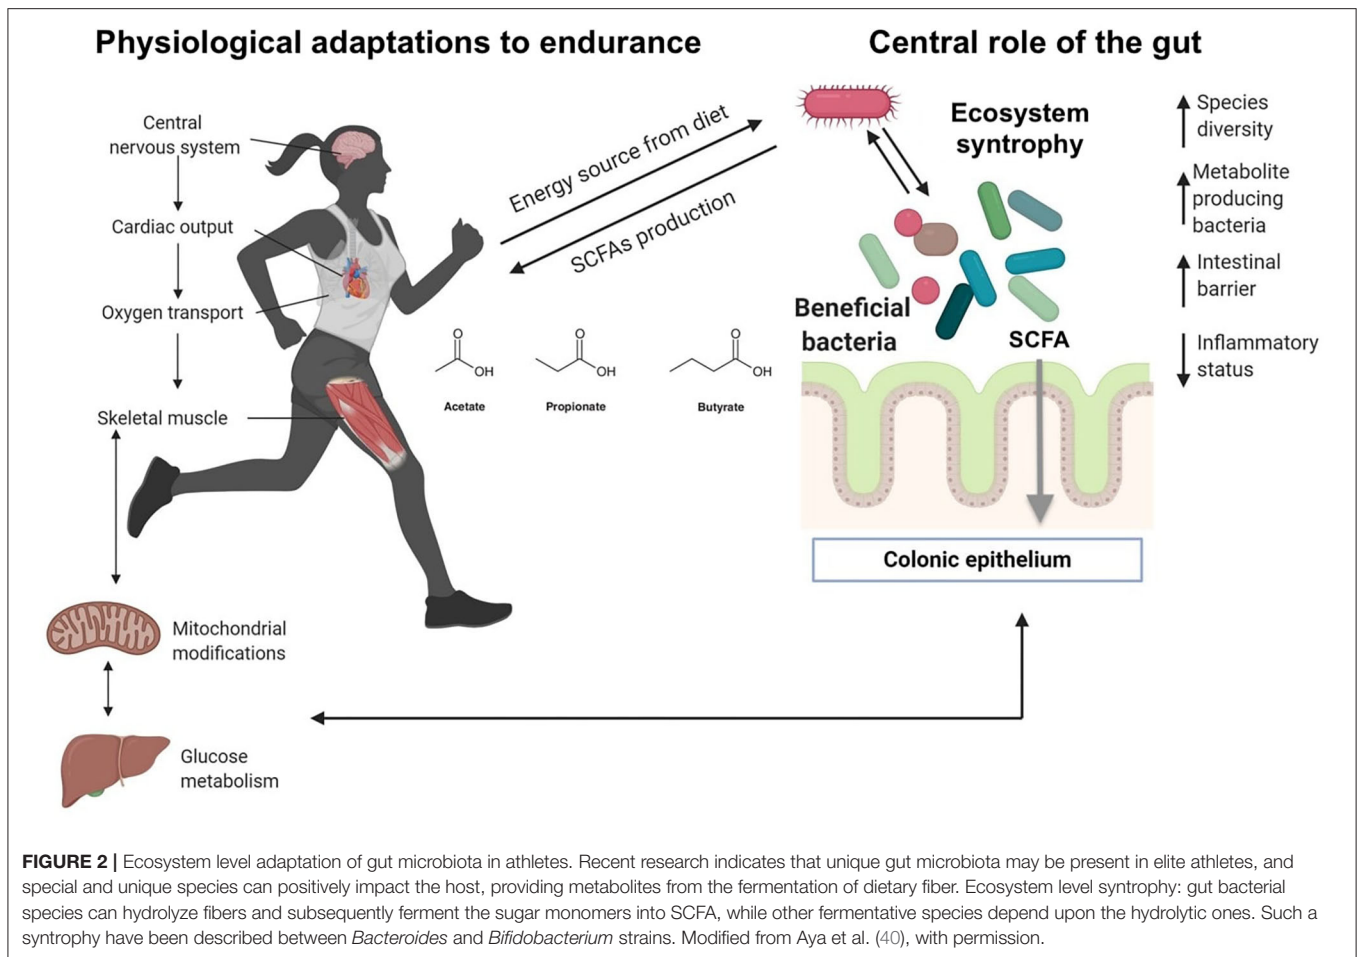 Physiological adaptations to endurance
Central
nervous system
Cardiac output
Oxygen transport
Skeletal muscle
Mitochondrial
modifications
Glucose
metabolism
Energy source from diet
SCFAs production
O
OH
Acetate
O
OH
Propionate
O
OH
Butyrate
Central role of the gut
Ecosystem
syntrophy
Beneficial
bacteria
SCFA
Colonic epithelium
Species
diversity
Metabolite
producing
bacteria
Intestinal
barrier
Inflammatory
status
FIGURE 2 | Ecosystem level adaptation of gut microbiota in athletes. Recent research indicates that unique gut microbiota may be present in elite athletes, and
special and unique species can positively impact the host, providing metabolites from the fermentation of dietary fiber. Ecosystem level syntrophy: gut bacterial
species can hydrolyze fibers and subsequently ferment the sugar monomers into SCFA, while other fermentative species depend upon the hydrolytic ones. Such a
syntrophy have been described between Bacteroides and Bifidobacterium strains. Modified from Aya et al. (40), with permission.